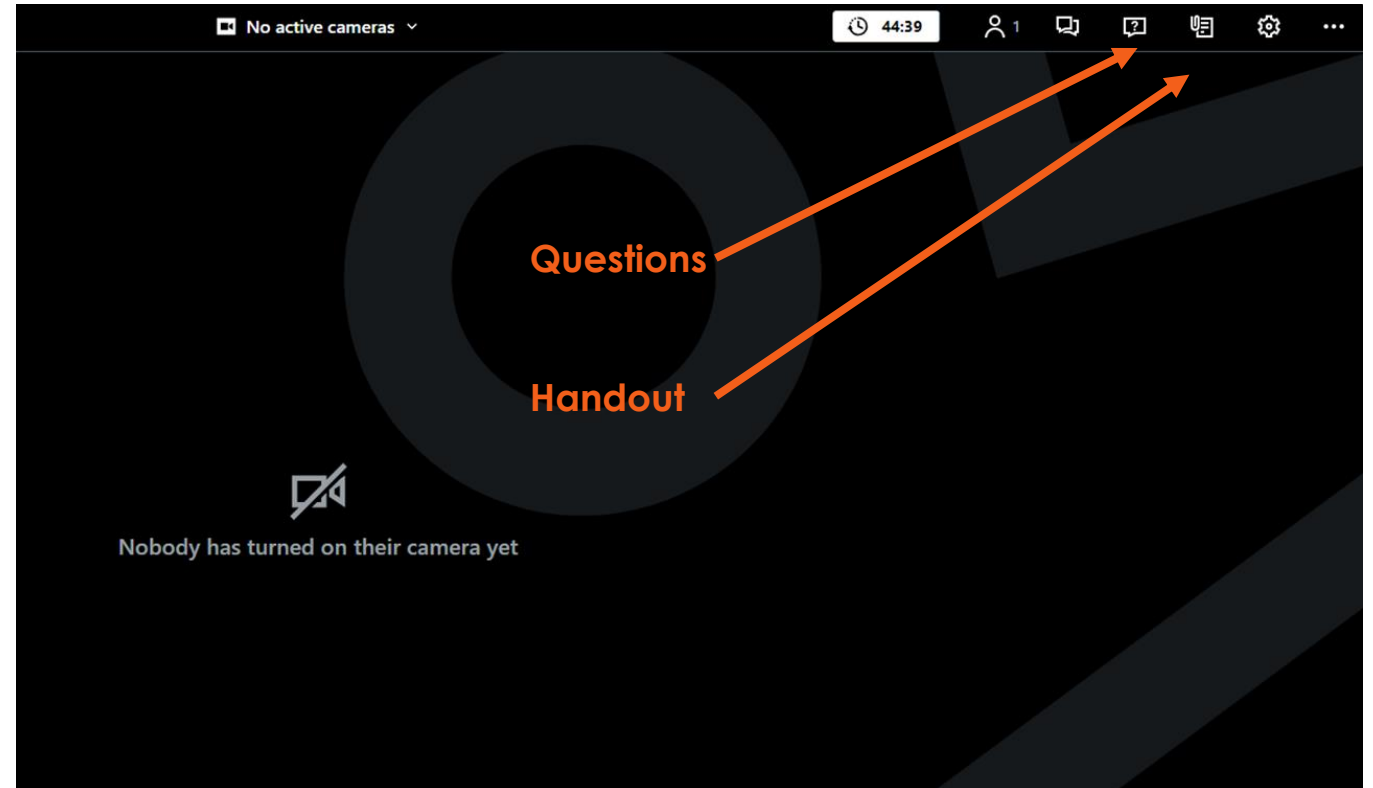 No active cameras
44:39
1
?
Questions
Handout
Nobody has turned on their camera yet